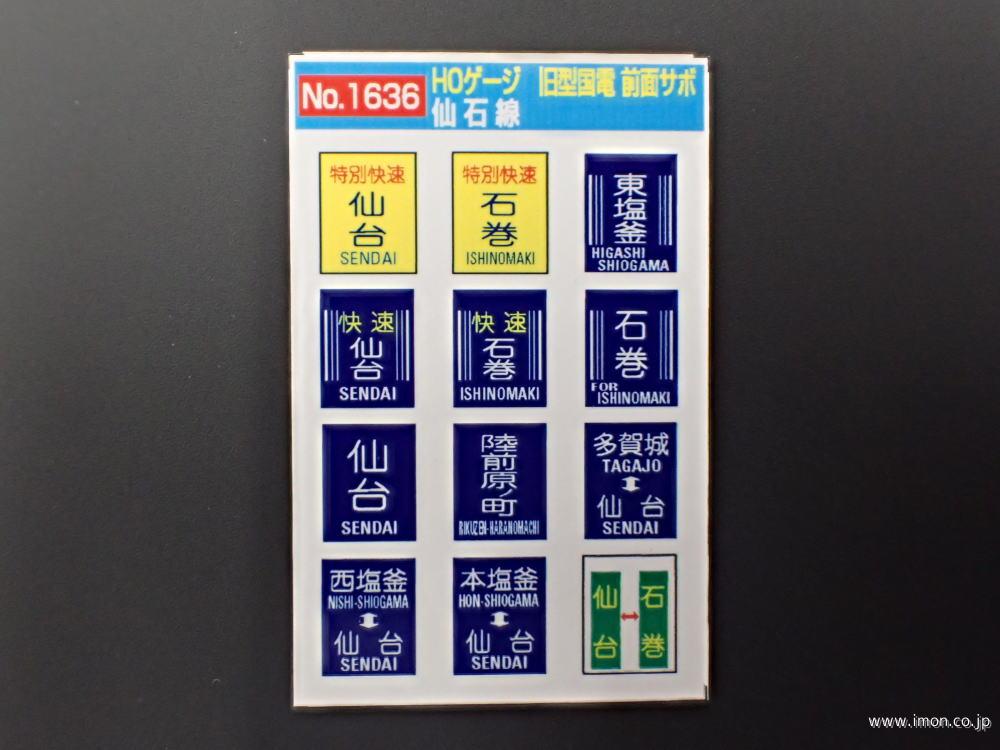 No.1636
HOゲージ 旧型国電 前面サボ
仙石線
特別快速
仙台
SENDAI
特別快速
石巻
ISHINOMAKI
東塩釜
HIGASHI
SHIOGAMA
快速
仙台
SENDAI
快速
石巻
ISHINOMAKI
石巻
FOR
ISHINOMAKI
仙台
SENDAI
陸前原ノ町
RIKUZEN-HARANOMACHI
多賀城
TAGAJO
仙台
SENDAI
西塩釜
NISHI-SHIOGAMA
仙台
SENDAI
本塩釜
HON-SHIOGAMA
仙台
SENDAI
仙台
石巻
www.imon.co.jp